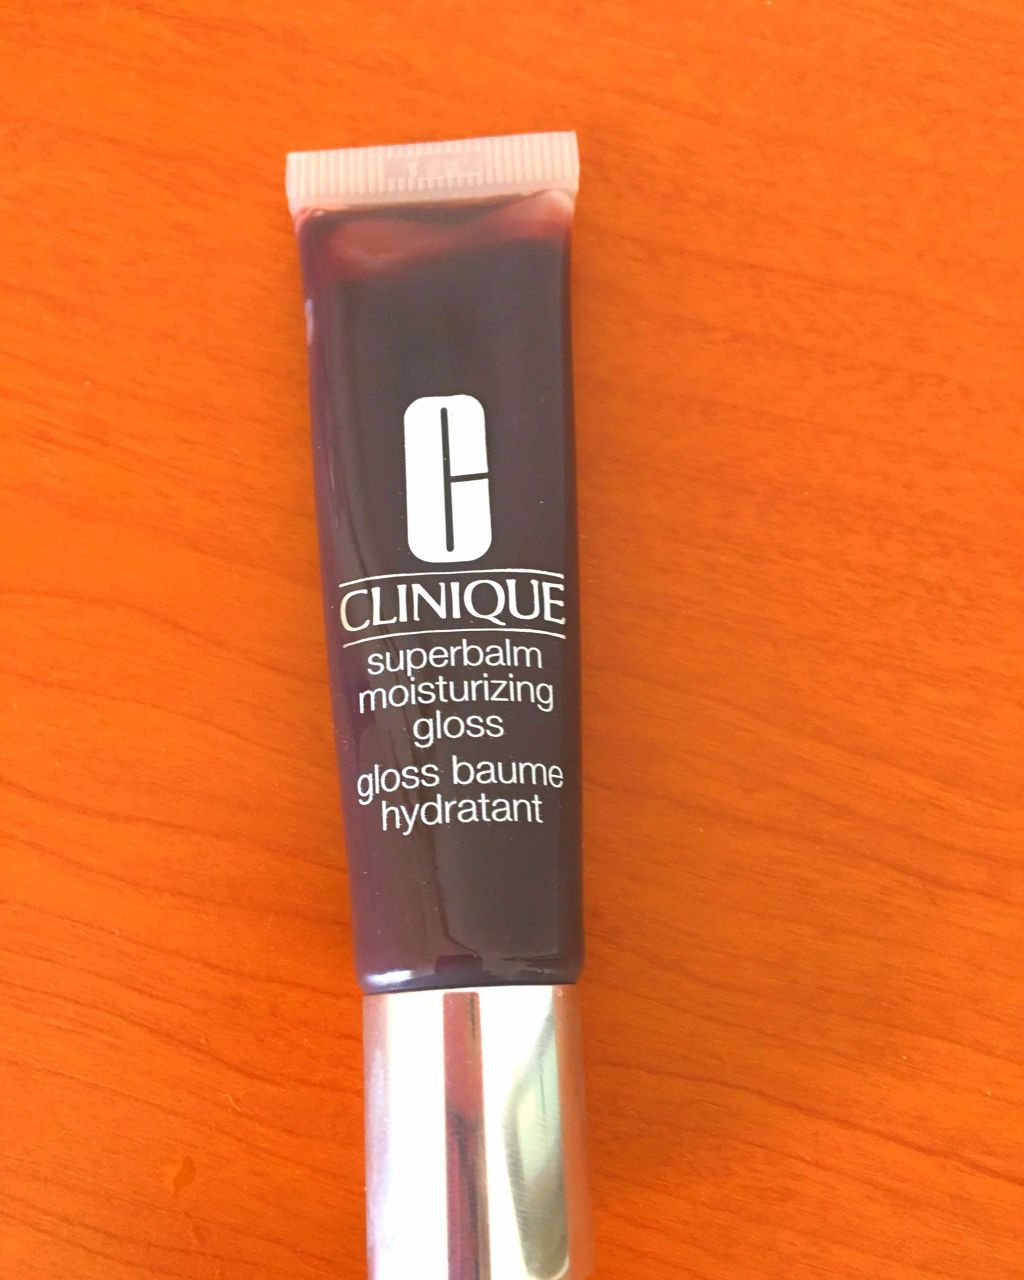 C
CLINIQUE
superbalm
moisturizing
gloss
gloss baume
hydratant